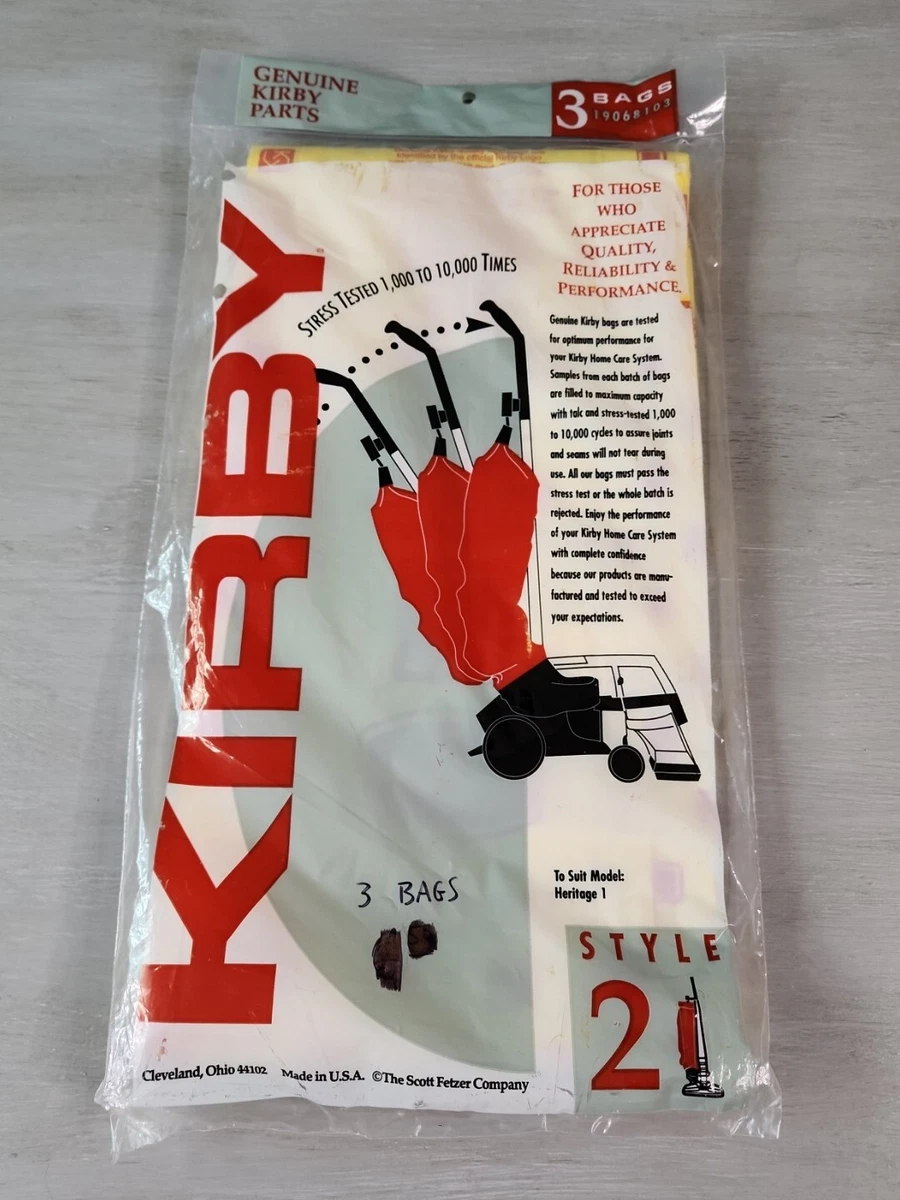 GENUINE
KIRBY
PARTS
3 BAGS
19068103
identified by the official Kirby Logo
KIRBY
STRESS TESTED 1,000 TO 10,000 TIMES
FOR THOSE
WHO
APPRECIATE
QUALITY,
RELIABILITY &
PERFORMANCE.
Genuine Kirby bags are tested
for optimum performance for
your Kirby Home Care System.
Samples from each batch of bags
are filled to maximum capacity
with talc and stress-tested 1,000
to 10,000 cycles to assure joints
and seams will not tear during
use. All our bags must pass the
stress test or the whole batch is
rejected. Enjoy the performance
of your Kirby Home Care System
with complete confidence
because our products are manu-
factured and tested to exceed
your expectations.
To Suit Model:
Heritage 1
3 BAGS
STYLE
2
Cleveland, Ohio 44102 Made in U.S.A. ©The Scott Fetzer Company